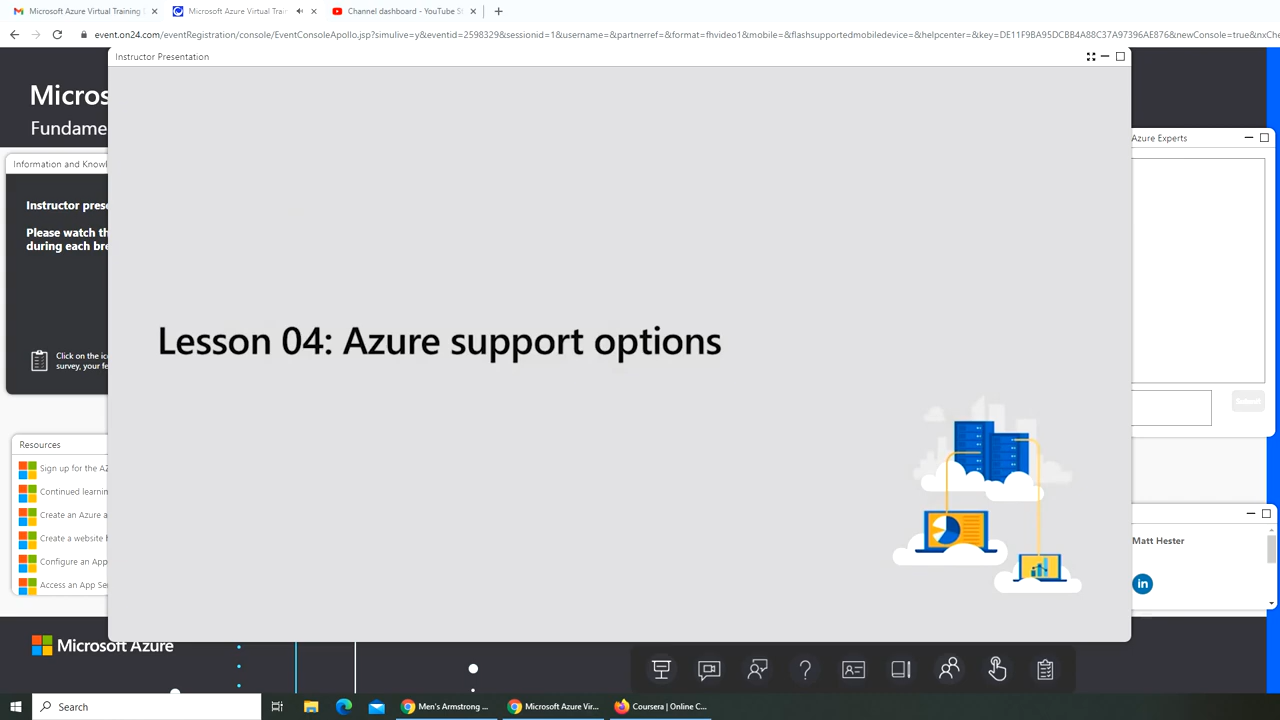 Microsoft Azure Virtual Training
Microsoft Azure Virtual Train
Channel dashboard - YouTube St
event.on24.com/eventRegistration/console/EventConsoleApollo.jsp?simulive=y&eventid=2598329&sessionid=1&username=&partnerref=&format=fhvideo1&mobile=&flashsupportedmobiledevice=&helpcenter=&key=DE11F9BA95DCBB4A88C37A97396AE876&newConsole=true&nxChe
Instructor Presentation
Micros
Fundame
Azure Experts
Information and Knowl
Instructor prese
Please watch th
during each bre
Lesson 04: Azure support options
Click on the ico
survey, your fe
Submit
Resources
Sign up for the AZ
Continued learnin
Create an Azure a
Create a website h
Configure an App
Access an App Se
Matt Hester
in
Microsoft Azure
Search
Men's Armstrong ...
Microsoft Azure Vir...
Coursera | Online C...